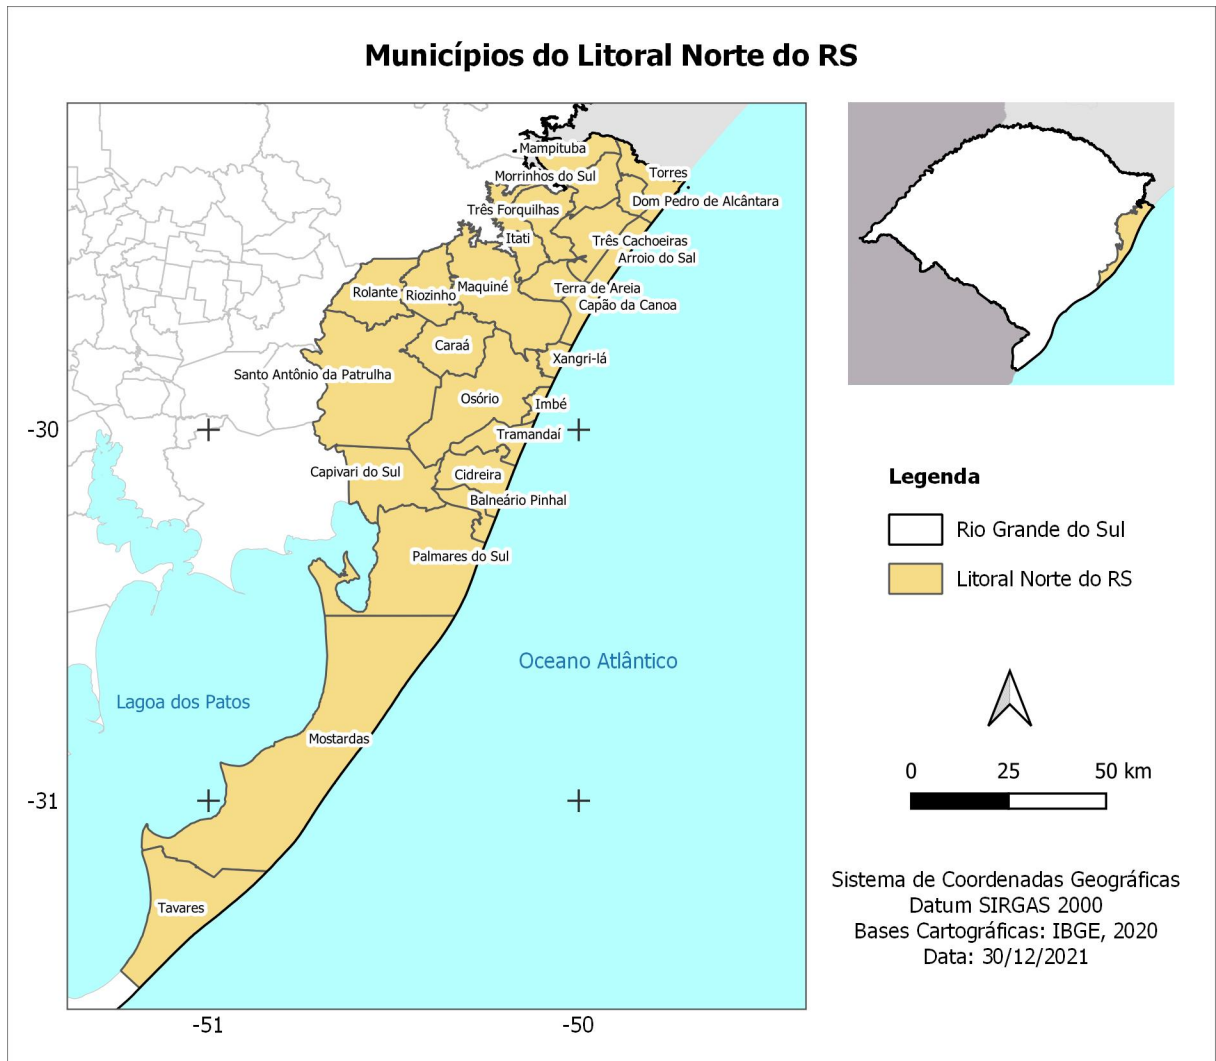 Municípios do Litoral Norte do RS
Mampituba
Morrinhos do Sul
Torres
Dom Pedro de Alcântara
Três Forquilhas
Itati
Três Cachoeiras
Arroio do Sal
Rolante
Riozinho
Maquiné
Terra de Areia
Capão da Canoa
Caraá
Xangri-lá
Santo Antônio da Patrulha
Osório
Imbé
Tramandaí
-30
Capivari do Sul
Cidreira
Balneário Pinhal
Palmares do Sul
Oceano Atlântico
Lagoa dos Patos
Mostardas
-31
Tavares
-51
-50
Legenda
Rio Grande do Sul
Litoral Norte do RS
0 25 50 km
Sistema de Coordenadas Geográficas
Datum SIRGAS 2000
Bases Cartográficas: IBGE, 2020
Data: 30/12/2021